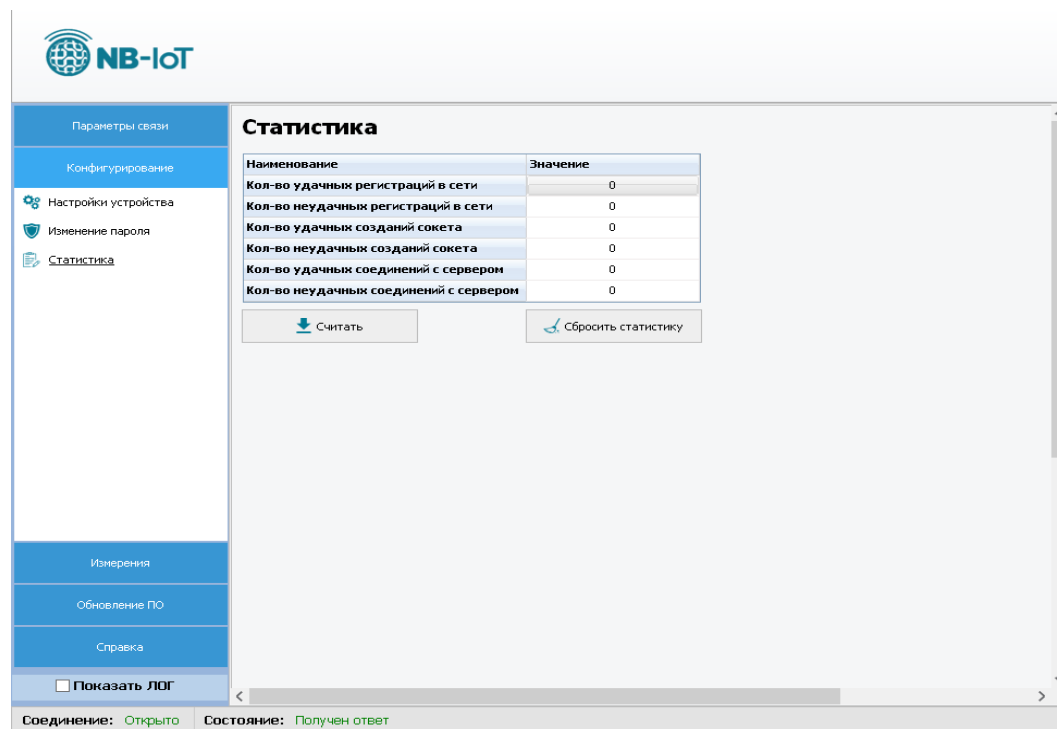 NB-IoT
Параметры связи
Конфигурирование
Настройки устройства
Изменение пароля
Статистика
Измерения
Обновление ПО
Справка
Показать ЛОГ
Статистика
Наименование Значение
Кол-во удачных регистраций в сети 0
Кол-во неудачных регистраций в сети 0
Кол-во удачных созданий сокета 0
Кол-во неудачных созданий сокета 0
Кол-во удачных соединений с сервером 0
Кол-во неудачных соединений с сервером 0
Считать Сбросить статистику
Соединение: Открыто Состояние: Получен ответ